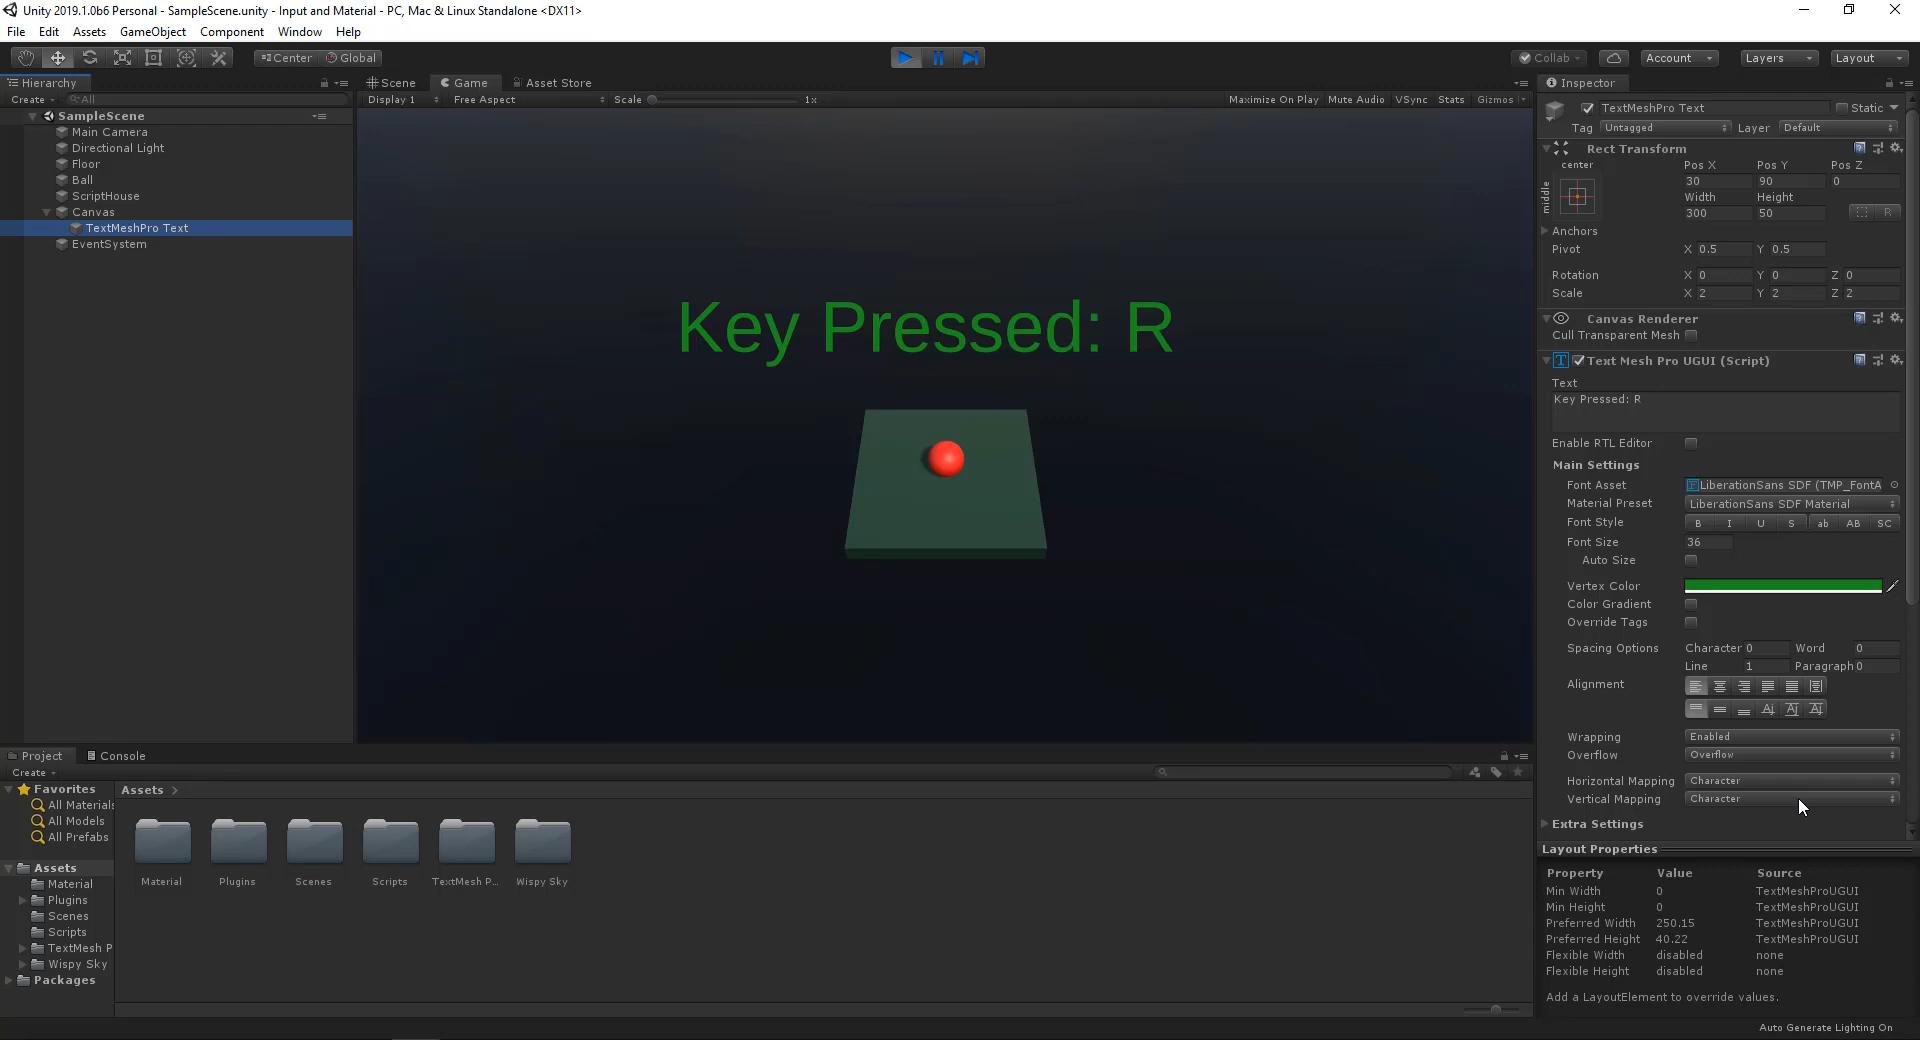 Unity 2019.1.0b6 Personal - SampleScene.unity - Input and Material - PC, Mac & Linux Standalone <DX11>
File Edit Assets GameObject Component Window Help
Center Global Collab Account Layers Layout
Hierarchy
Create All
SampleScene
Main Camera
Directional Light
Floor
Ball
ScriptHouse
Canvas
TextMeshPro Text
EventSystem
Scene Game Asset Store
Display 1 Free Aspect Scale 1x Maximize On Play Mute Audio VSync Stats Gizmos
Key Pressed: R
Inspector
TextMeshPro Text Static
Tag Untagged Layer Default
Rect Transform
center Pos X Pos Y Pos Z
middle 30 90 0
Width Height
300 50 R
Anchors
Pivot X 0.5 Y 0.5
Rotation X 0 Y 0 Z 0
Scale X 2 Y 2 Z 2
Canvas Renderer
Cull Transparent Mesh
Text Mesh Pro UGUI (Script)
Text
Key Pressed: R
Enable RTL Editor
Main Settings
Font Asset LiberationSans SDF (TMP_FontA
Material Preset LiberationSans SDF Material
Font Style B I U S ab AB SC
Font Size 36
Auto Size
Vertex Color
Color Gradient
Override Tags
Spacing Options Character 0 Word 0
Line 1 Paragraph 0
Alignment
Wrapping Enabled
Overflow Overflow
Horizontal Mapping Character
Vertical Mapping Character
Extra Settings
Layout Properties
Property Value Source
Min Width 0 TextMeshProUGUI
Min Height 0 TextMeshProUGUI
Preferred Width 250.15 TextMeshProUGUI
Preferred Height 40.22 TextMeshProUGUI
Flexible Width disabled none
Flexible Height disabled none
Add a LayoutElement to override values.
Project Console
Create
Favorites
All Materials
All Models
All Prefabs
Assets
Material
Plugins
Scenes
Scripts
TextMesh P
Wispy Sky
Packages
Assets
Material Plugins Scenes Scripts TextMesh P... Wispy Sky
Auto Generate Lighting On